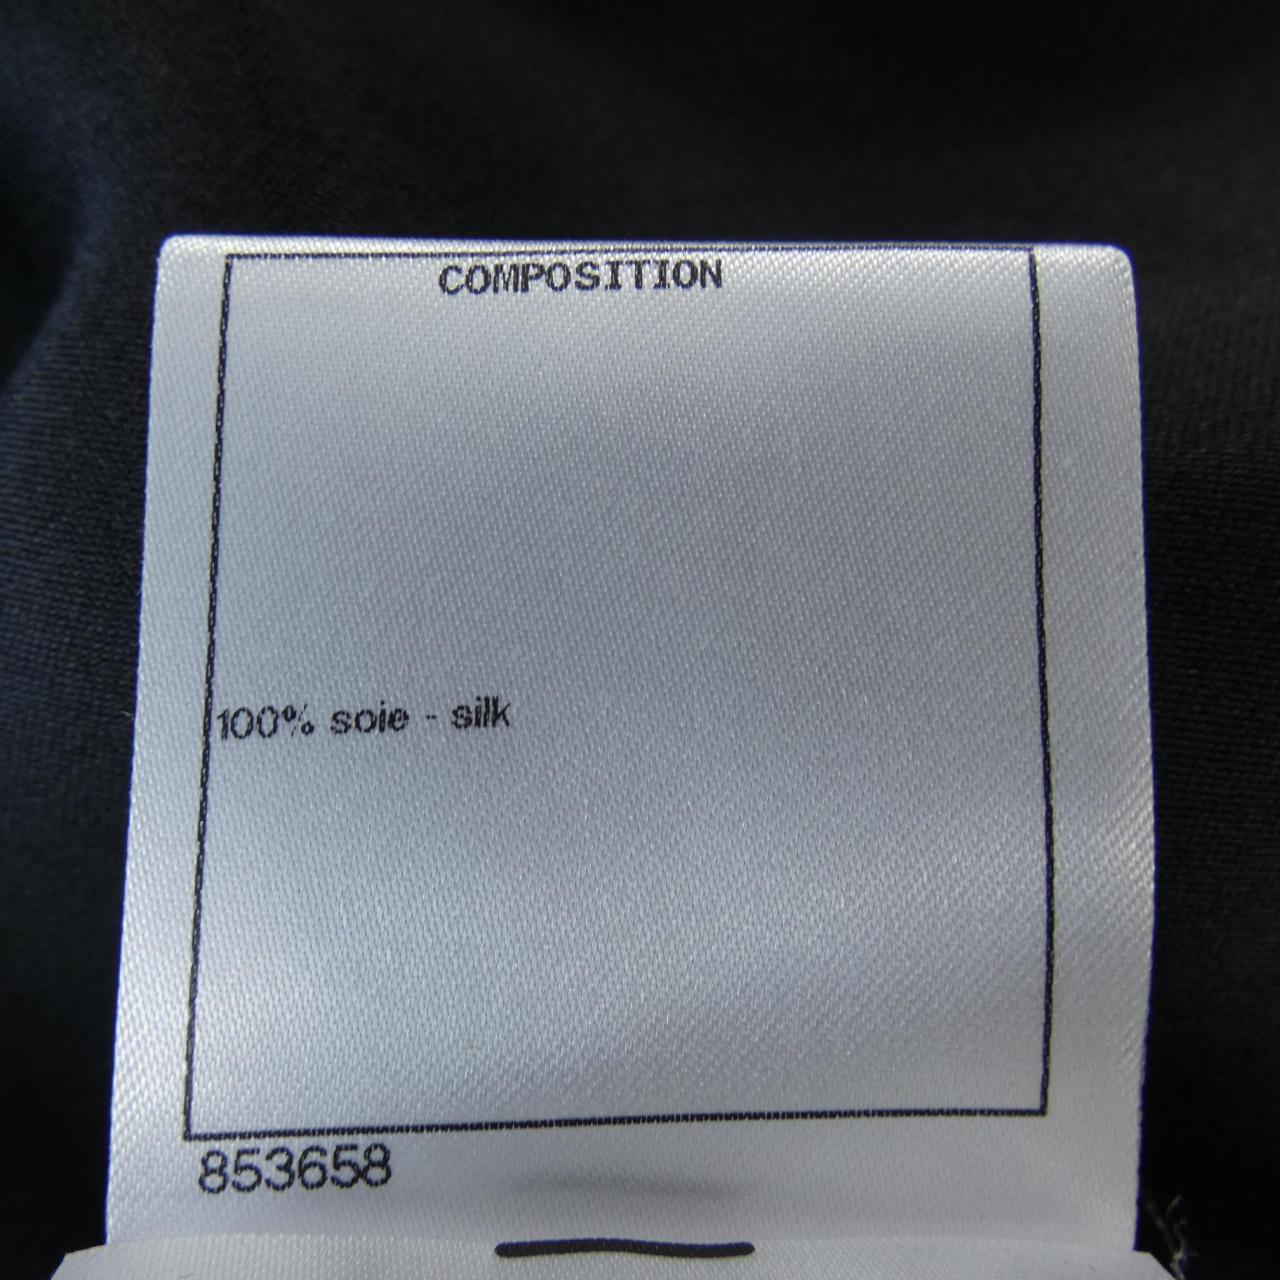 COMPOSITION
100% soie - silk
853658